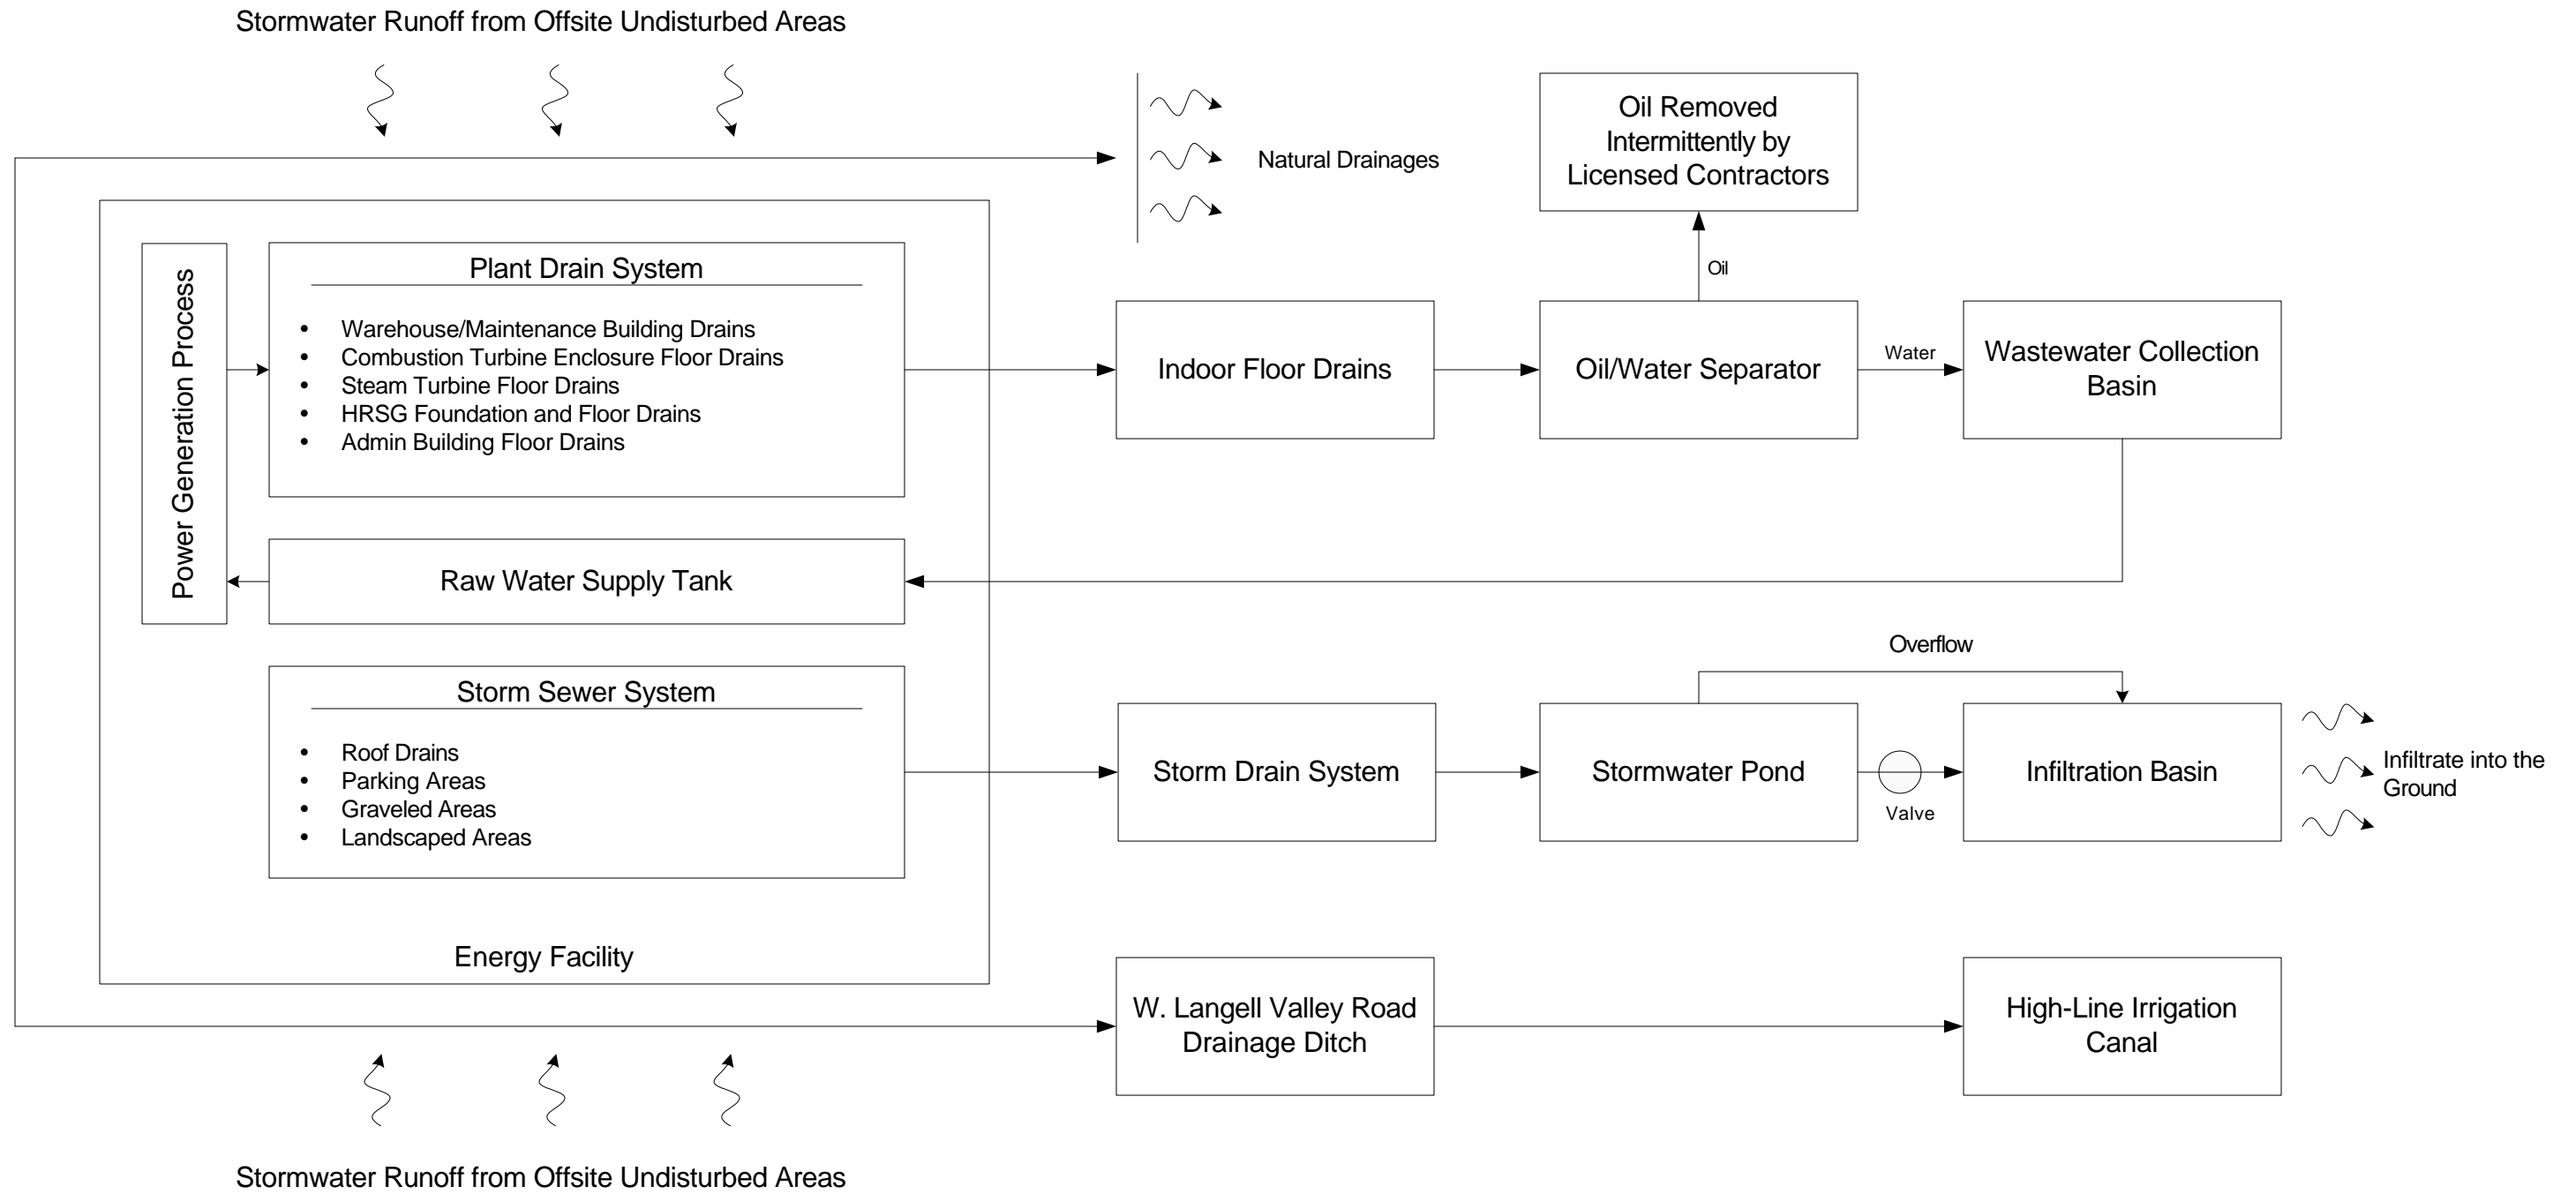 Stormwater Runoff from Offsite Undisturbed Areas
Natural Drainages
Oil Removed
Intermittently by
Licensed Contractors
Oil
Power Generation Process
Plant Drain System
• Warehouse/Maintenance Building Drains
• Combustion Turbine Enclosure Floor Drains
• Steam Turbine Floor Drains
• HRSG Foundation and Floor Drains
• Admin Building Floor Drains
Indoor Floor Drains
Oil/Water Separator
Water
Wastewater Collection
Basin
Raw Water Supply Tank
Storm Sewer System
• Roof Drains
• Parking Areas
• Graveled Areas
• Landscaped Areas
Storm Drain System
Stormwater Pond
Overflow
Valve
Infiltration Basin
Infiltrate into the
Ground
Energy Facility
W. Langell Valley Road
Drainage Ditch
High-Line Irrigation
Canal
Stormwater Runoff from Offsite Undisturbed Areas